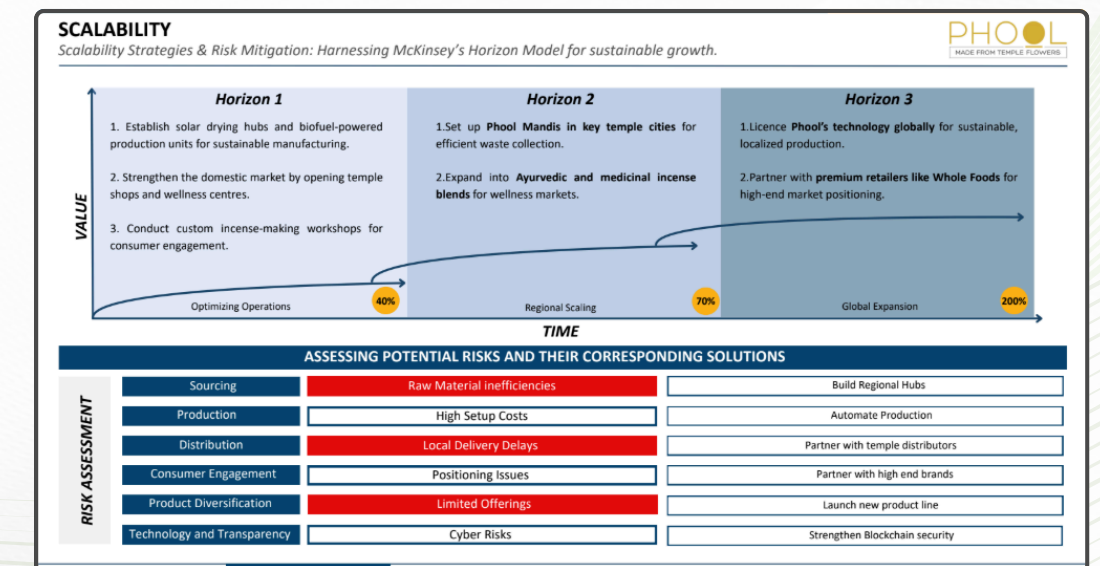 SCALABILITY
Scalability Strategies & Risk Mitigation: Harnessing McKinsey's Horizon Model for sustainable growth.
PHOOL
MADE FROM TEMPLE FLOWERS
VALUE
Horizon 1
1. Establish solar drying hubs and biofuel-powered
production units for sustainable manufacturing.
2. Strengthen the domestic market by opening temple
shops and wellness centres.
3. Conduct custom incense-making workshops for
consumer engagement.
Optimizing Operations
40%
Horizon 2
1.Set up Phool Mandis in key temple cities for
efficient waste collection.
2.Expand into Ayurvedic and medicinal incense
blends for wellness markets.
Regional Scaling
70%
Horizon 3
1.Licence Phool's technology globally for sustainable,
localized production.
2.Partner with premium retailers like Whole Foods for
high-end market positioning.
Global Expansion
200%
TIME
ASSESSING POTENTIAL RISKS AND THEIR CORRESPONDING SOLUTIONS
RISK ASSESSMENT
Sourcing Raw Material inefficiencies Build Regional Hubs
Production High Setup Costs Automate Production
Distribution Local Delivery Delays Partner with temple distributors
Consumer Engagement Positioning Issues Partner with high end brands
Product Diversification Limited Offerings Launch new product line
Technology and Transparency Cyber Risks Strengthen Blockchain security